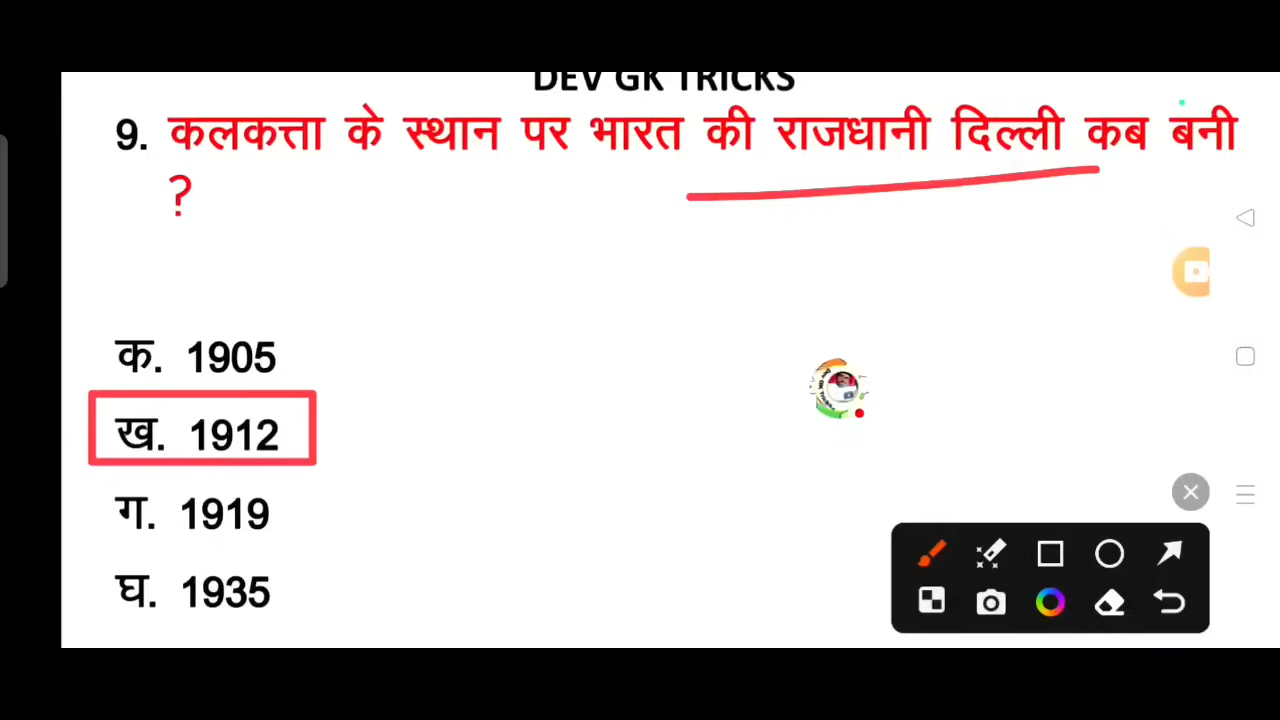 DEV GK TRICKS
9. कलकत्ता के स्थान पर भारत की राजधानी दिल्ली कब बनी
?
क. 1905
ख. 1912
ग. 1919
घ. 1935